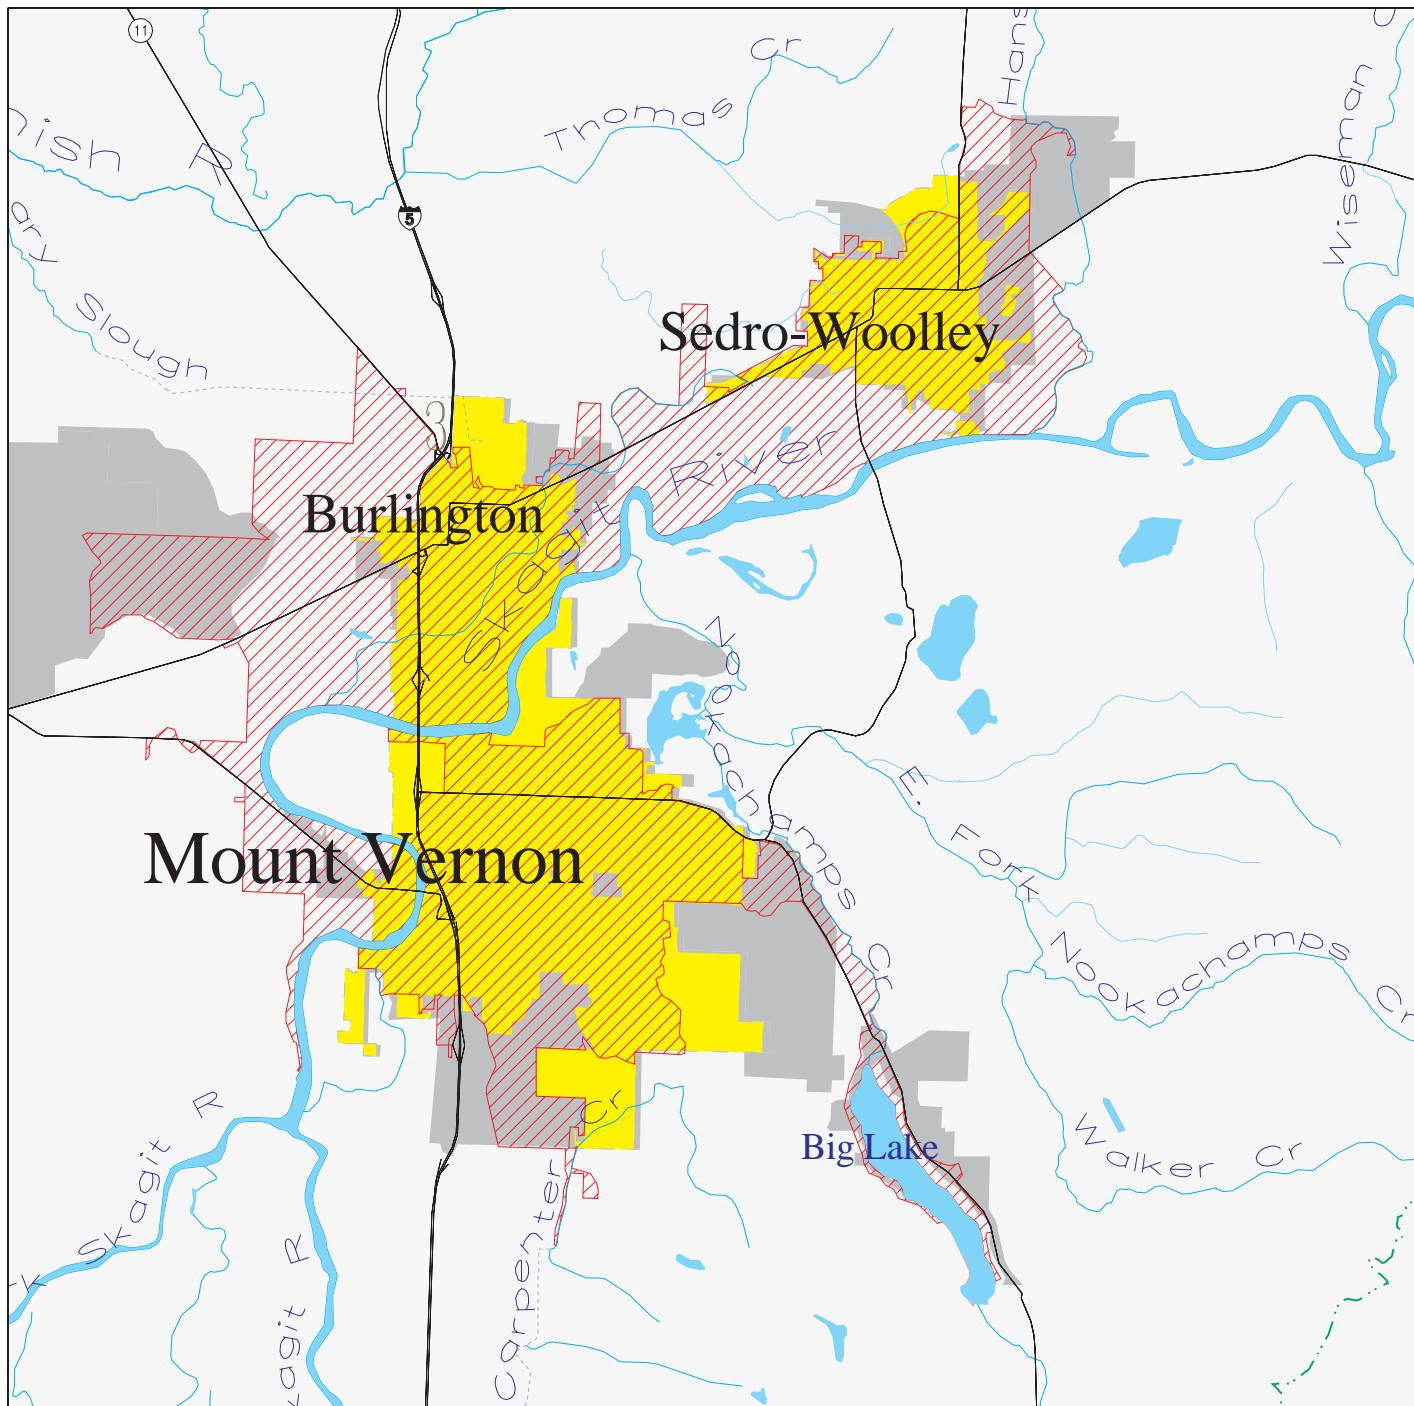 11
Cr
Hans
Thomas
Wiseman
nish R
5
ary
Slough
Sedro-Woolley
3
River
Burlington
Skagit
Nookachamps Cr
E. Fork
Nookachamps
Cr
Mount Vernon
R
Cr
Skagit
Walker Cr
Big Lake
R
Carpenter
kagit